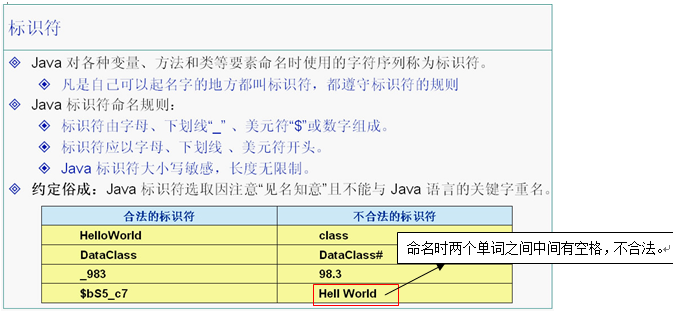 标识符
Java 对各种变量、方法和类等要素命名时使用的字符序列称为标识符。
凡是自己可以起名字的地方都叫标识符，都遵守标识符的规则
Java 标识符命名规则：
标识符由字母、下划线“_” 、美元符“$”或数字组成。
标识符应以字母、下划线 、美元符开头。
Java 标识符大小写敏感，长度无限制。
约定俗成：Java 标识符选取因注意“见名知意”且不能与 Java 语言的关键字重名。
合法的标识符 不合法的标识符
HelloWorld class
DataClass DataClass#
_983 98.3
$bS5_c7 Hell World
命名时两个单词之间中间有空格，不合法。